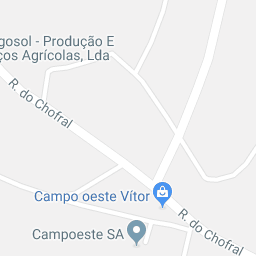 gosol - Produção E
ços Agrícolas, Lda
R. do Chofral
Campo oeste Vítor
R. do Chofral
Campoeste SA